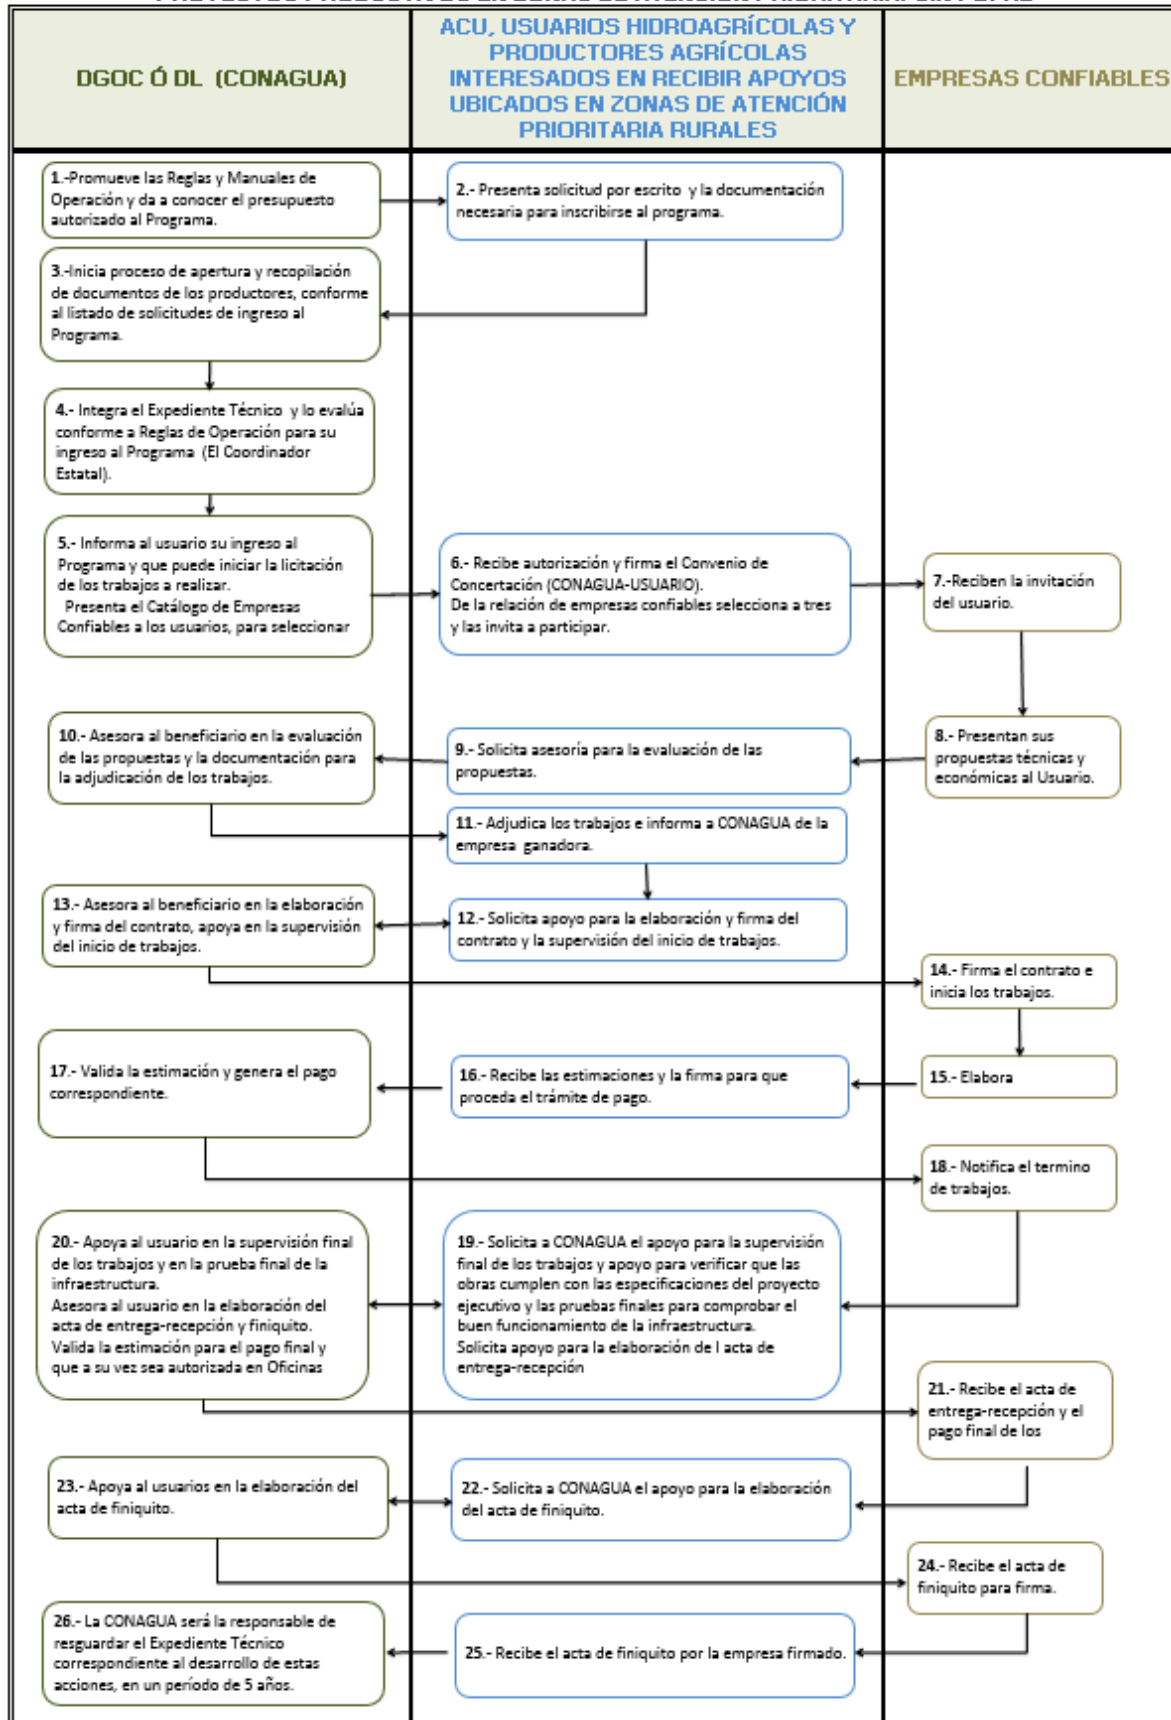 DGOC Ó DL (CONAGUA)
ACU, USUARIOS HIDROAGRÍCOLAS Y
PRODUCTORES AGRÍCOLAS
INTERESADOS EN RECIBIR APOYOS
UBICADOS EN ZONAS DE ATENCIÓN
PRIORITARIA RURALES
EMPRESAS CONFIABLES
1.-Promueve las Reglas y Manuales de
Operación y da a conocer el presupuesto
autorizado al Programa.
2.- Presenta solicitud por escrito y la documentación
necesaria para inscribirse al programa.
3.-Inicia proceso de apertura y recopilación
de documentos de los productores, conforme
al listado de solicitudes de ingreso al
Programa.
4.- Integra el Expediente Técnico y lo evalúa
conforme a Reglas de Operación para su
ingreso al Programa (El Coordinador
Estatal).
5.- Informa al usuario su ingreso al
Programa y que puede iniciar la licitación
de los trabajos a realizar.
Presenta el Catálogo de Empresas
Confiables a los usuarios, para seleccionar
6.- Recibe autorización y firma el Convenio de
Concertación (CONAGUA-USUARIO).
De la relación de empresas confiables selecciona a tres
y las invita a participar.
7.-Reciben la invitación
del usuario.
8.- Presentan sus
propuestas técnicas y
económicas al Usuario.
9.- Solicita asesoría para la evaluación de las
propuestas.
10.- Asesora al beneficiario en la evaluación
de las propuestas y la documentación para
la adjudicación de los trabajos.
11.- Adjudica los trabajos e informa a CONAGUA de la
empresa ganadora.
12.- Solicita apoyo para la elaboración y firma del
contrato y la supervisión del inicio de trabajos.
13.- Asesora al beneficiario en la elaboración
y firma del contrato, apoya en la supervisión
del inicio de trabajos.
14.- Firma el contrato e
inicia los trabajos.
15.- Elabora
16.- Recibe las estimaciones y la firma para que
proceda el trámite de pago.
17.- Valida la estimación y genera el pago
correspondiente.
18.- Notifica el termino
de trabajos.
19.- Solicita a CONAGUA el apoyo para la supervisión
final de los trabajos y apoyo para verificar que las
obras cumplen con las especificaciones del proyecto
ejecutivo y las pruebas finales para comprobar el
buen funcionamiento de la infraestructura.
Solicita apoyo para la elaboración de l acta de
entrega-recepción
20.- Apoya al usuario en la supervisión final
de los trabajos y en la prueba final de la
infraestructura.
Asesora al usuario en la elaboración del
acta de entrega-recepción y finiquito.
Valida la estimación para el pago final y
que a su vez sea autorizada en Oficinas
21.- Recibe el acta de
entrega-recepción y el
pago final de los
22.- Solicita a CONAGUA el apoyo para la elaboración
del acta de finiquito.
23.- Apoya al usuarios en la elaboración del
acta de finiquito.
24.- Recibe el acta de
finiquito para firma.
25.- Recibe el acta de finiquito por la empresa firmado.
26.- La CONAGUA será la responsable de
resguardar el Expediente Técnico
correspondiente al desarrollo de estas
acciones, en un período de 5 años.